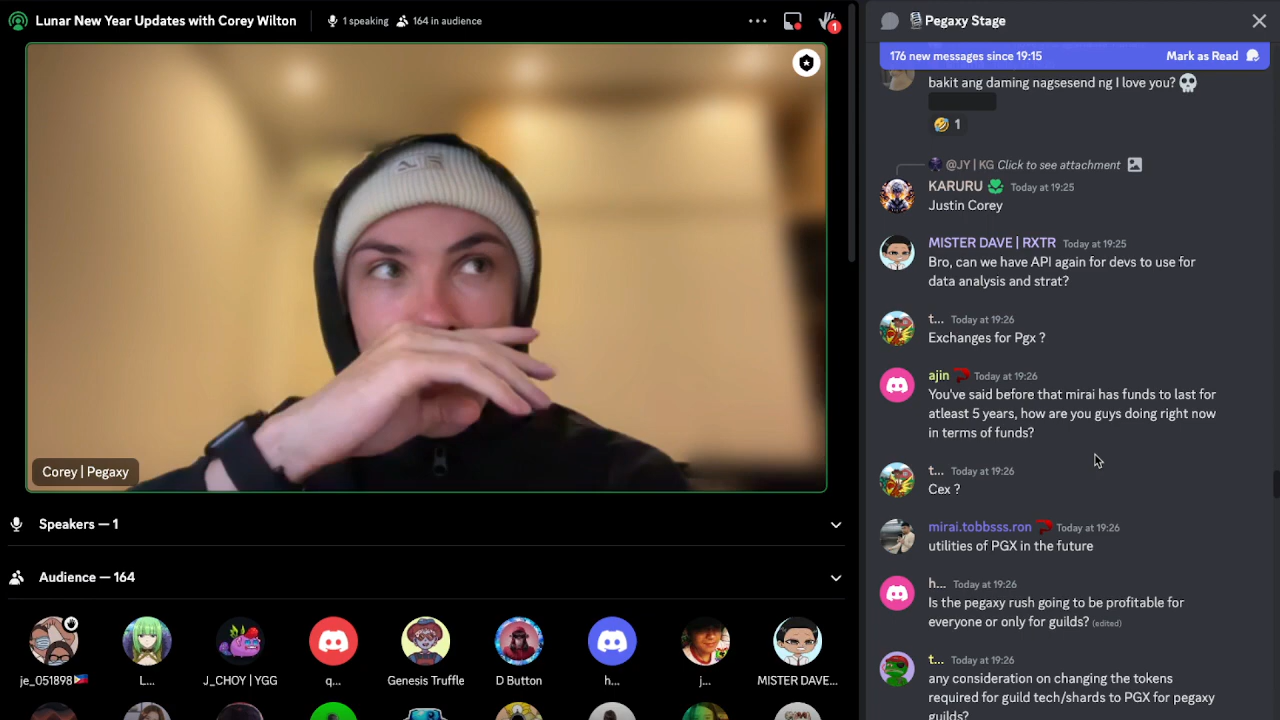 Lunar New Year Updates with Corey Wilton
1 speaking
164 in audience
1
Corey | Pegaxy
Speakers — 1
Audience — 164
je_051898
L...
J_CHOY | YGG
q...
Genesis Truffle
D Button
h...
j...
MISTER DAVE...
Pegaxy Stage
176 new messages since 19:15
Mark as Read
bakit ang daming nagsesend ng I love you?
1
@JY | KG Click to see attachment
KARURU Today at 19:25
Justin Corey
MISTER DAVE | RXTR Today at 19:25
Bro, can we have API again for devs to use for
data analysis and strat?
t... Today at 19:26
Exchanges for Pgx ?
ajin Today at 19:26
You've said before that mirai has funds to last for
atleast 5 years, how are you guys doing right now
in terms of funds?
t... Today at 19:26
Cex ?
mirai.tobbsss.ron Today at 19:26
utilities of PGX in the future
h... Today at 19:26
Is the pegaxy rush going to be profitable for
everyone or only for guilds? (edited)
t... Today at 19:26
any consideration on changing the tokens
required for guild tech/shards to PGX for pegaxy
guilds?